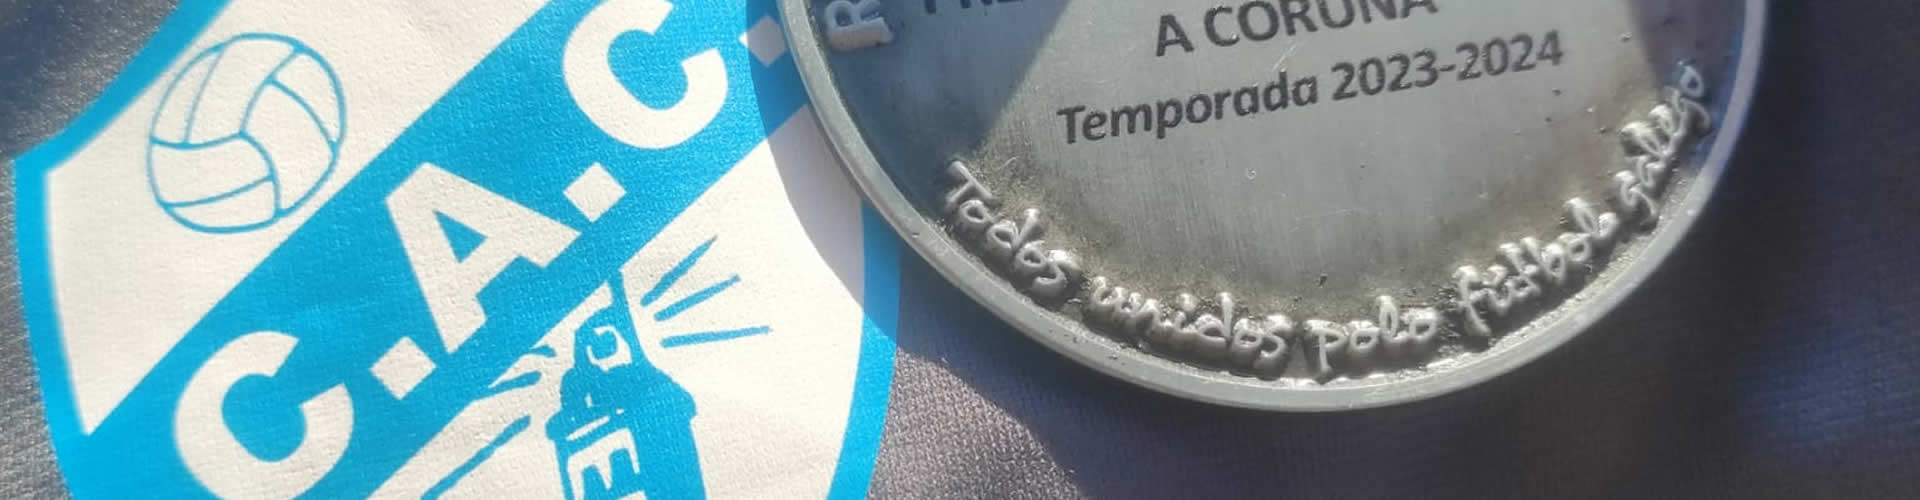 C.A.C.
A CORUÑA
Temporada 2023-2024
Todos unidos polo fútbol galego